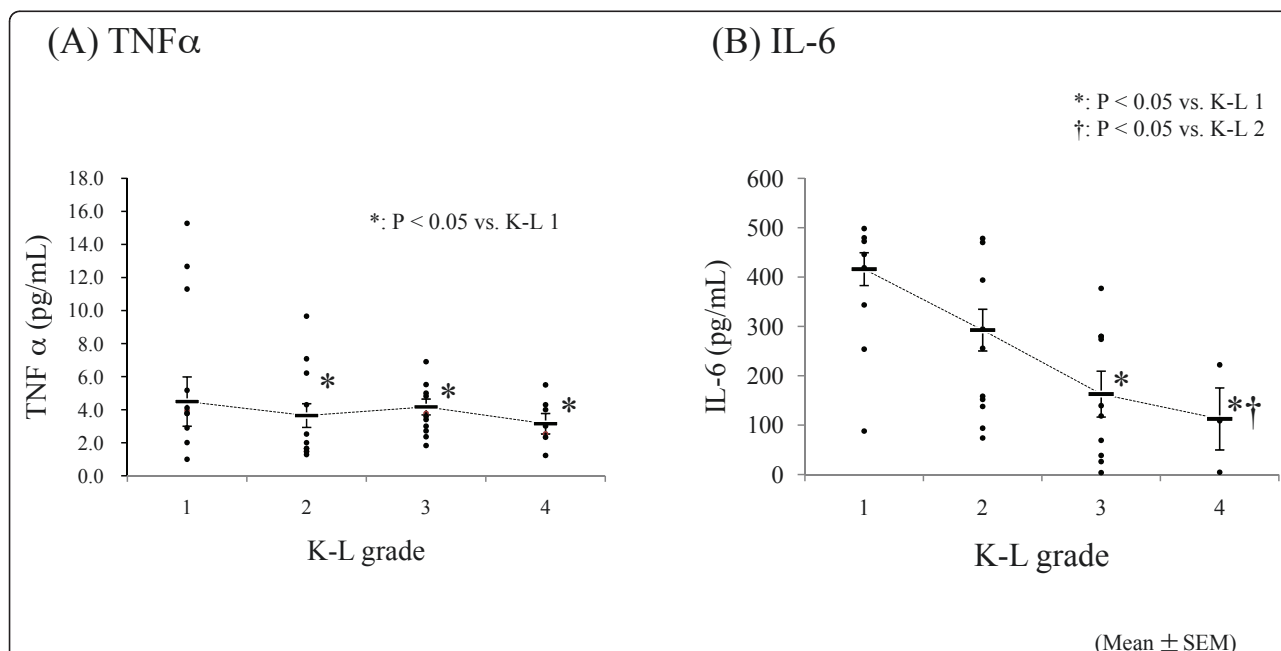 (A) TNFα
*: P < 0.05 vs. K-L 1
TNF α (pg/mL)
18.0
16.0
14.0
12.0
10.0
8.0
6.0
4.0
2.0
0.0
*
*
*
1 2 3 4
K-L grade
(B) IL-6
*: P < 0.05 vs. K-L 1
†: P < 0.05 vs. K-L 2
IL-6 (pg/mL)
600
500
400
300
200
100
0
*
*†
1 2 3 4
K-L grade
(Mean ± SEM)